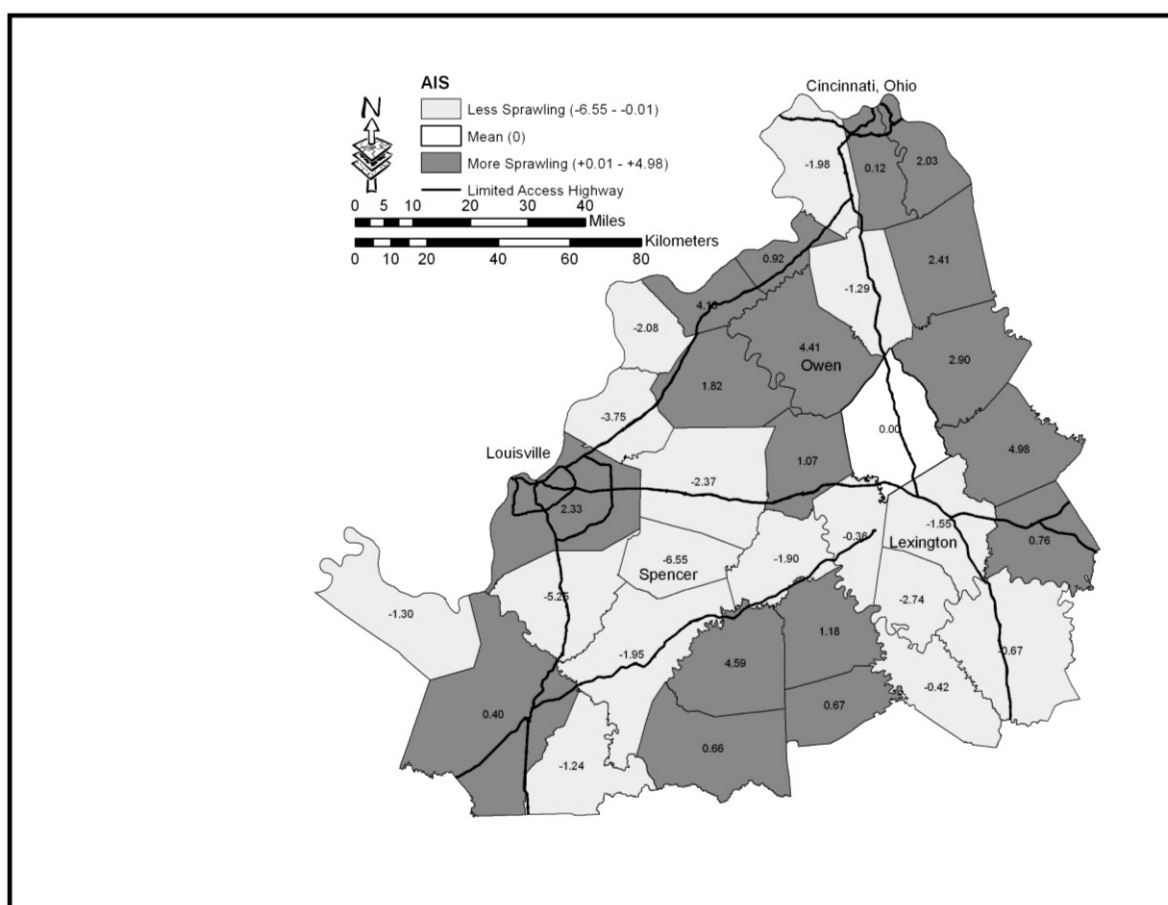 Cincinnati, Ohio
AIS
N
Less Sprawling (-6.55 - -0.01)
Mean (0)
More Sprawling (+0.01 - +4.98)
Limited Access Highway
0 5 10 20 30 40
Miles
Kilometers
0 10 20 40 60 80
-1.98
0.12
2.03
0.92
2.41
-1.29
-2.08
4.41
Owen
2.90
1.82
-3.75
0.00
Louisville
1.07
4.98
-2.37
2.33
-1.55
-0.36
Lexington
0.76
-6.55
-1.90
Spencer
-5.25
-2.74
-1.30
1.18
-1.95
4.59
-0.67
-0.42
0.67
0.40
0.66
-1.24